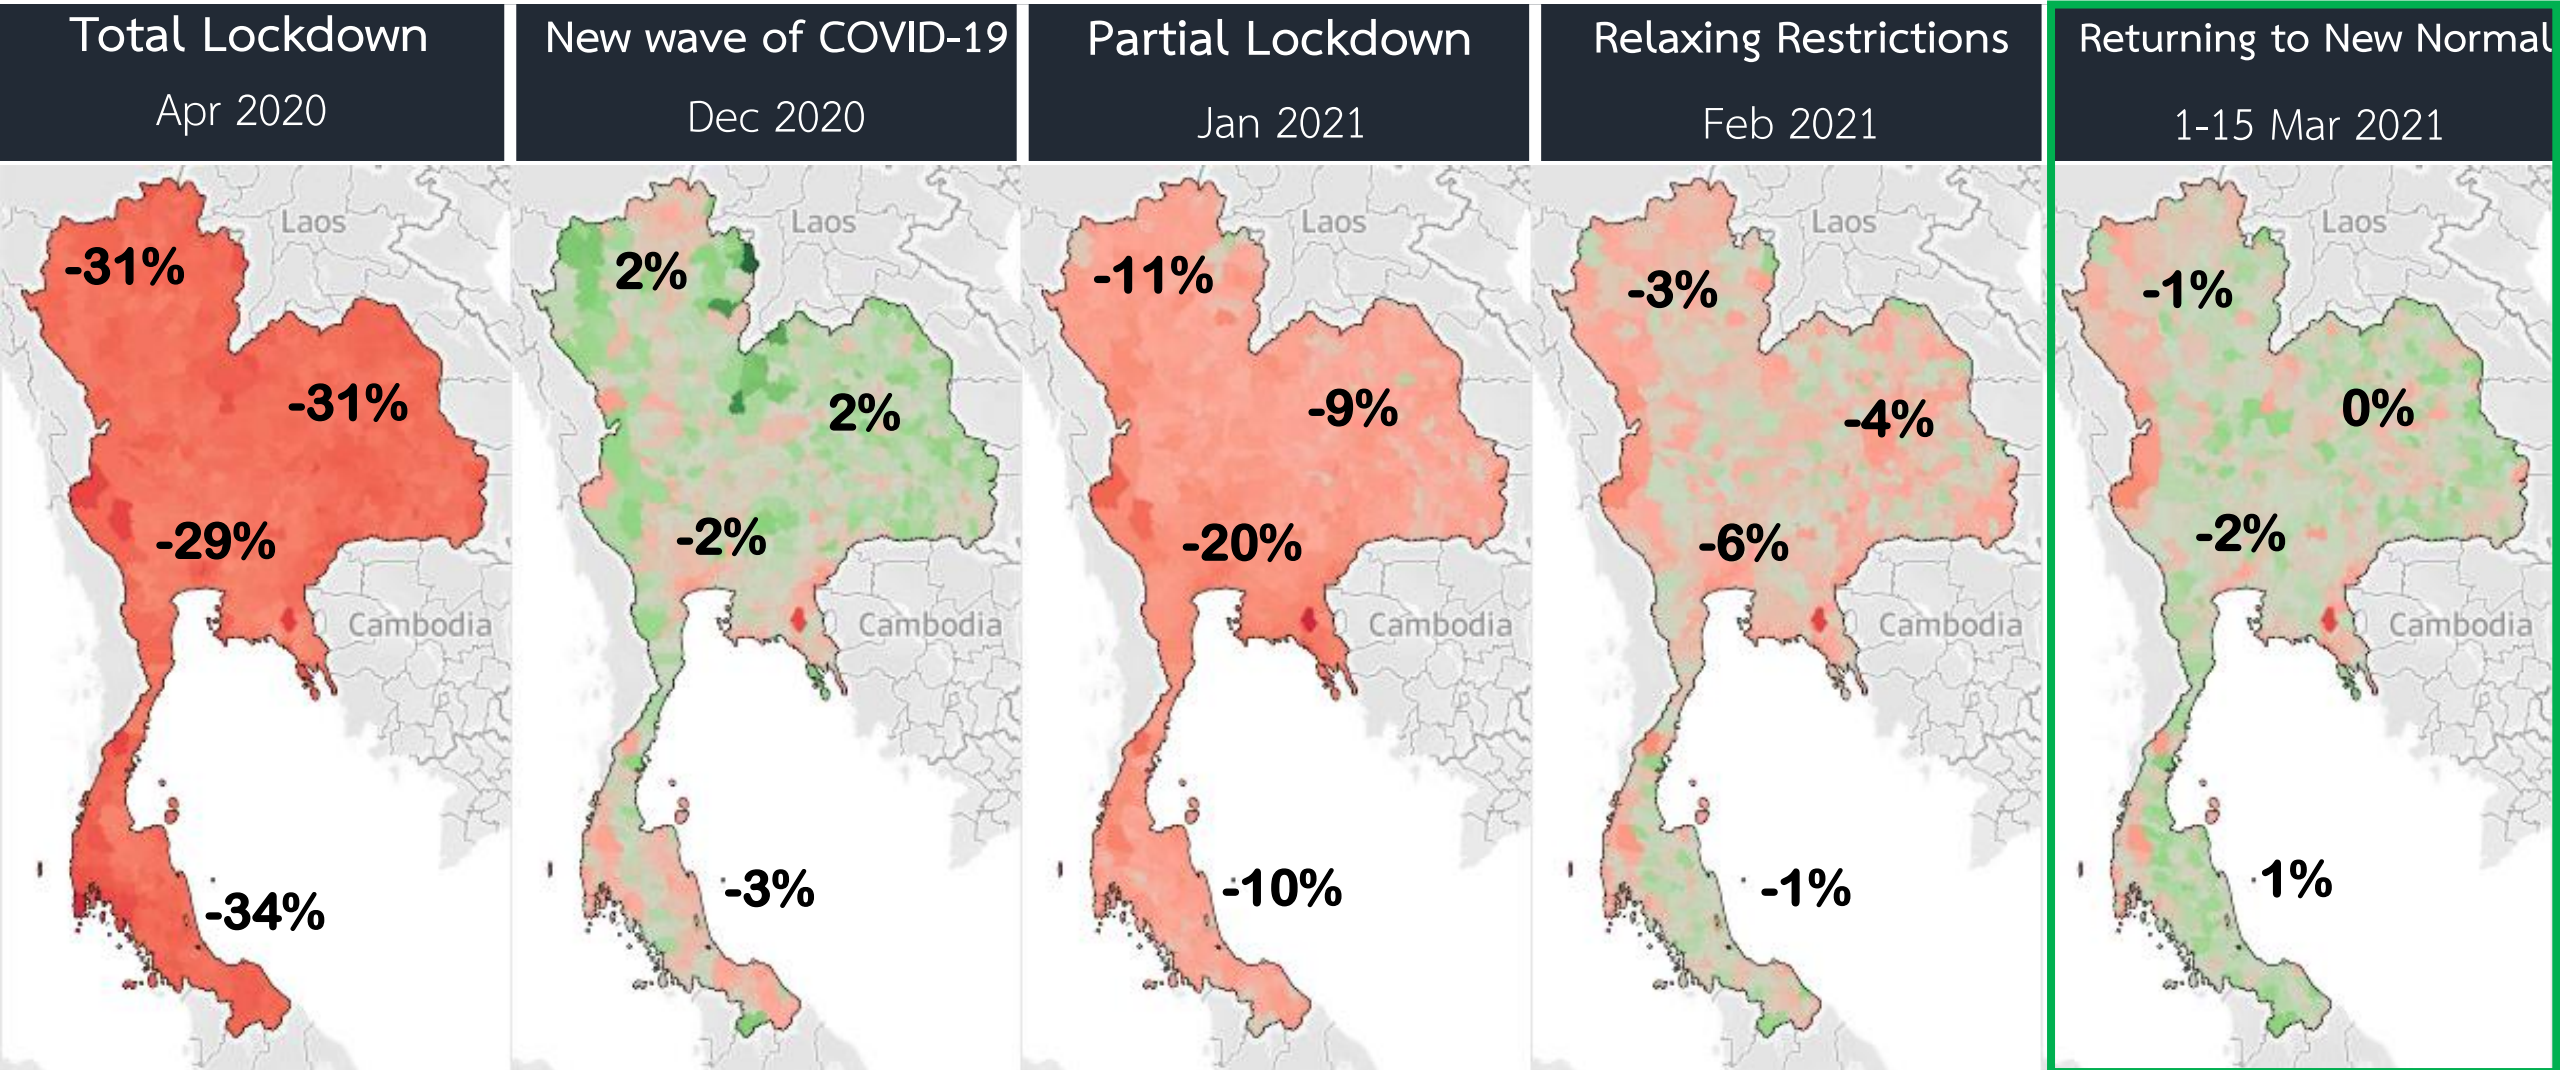 Total Lockdown
Apr 2020
Laos
-31%
-31%
-29%
Cambodia
-34%
New wave of COVID-19
Dec 2020
Laos
2%
2%
-2%
Cambodia
-3%
Partial Lockdown
Jan 2021
Laos
-11%
-9%
-20%
Cambodia
-10%
Relaxing Restrictions
Feb 2021
Laos
-3%
-4%
-6%
Cambodia
-1%
Returning to New Normal
1-15 Mar 2021
Laos
-1%
0%
-2%
Cambodia
1%